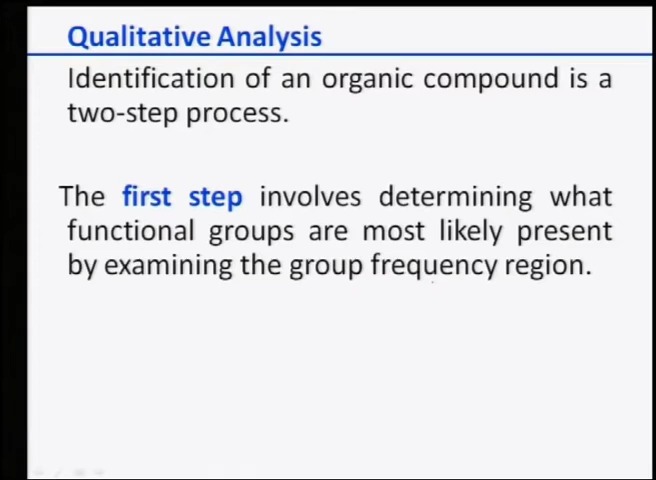 Qualitative Analysis
Identification of an organic compound is a
two-step process.
The first step involves determining what
functional groups are most likely present
by examining the group frequency region.